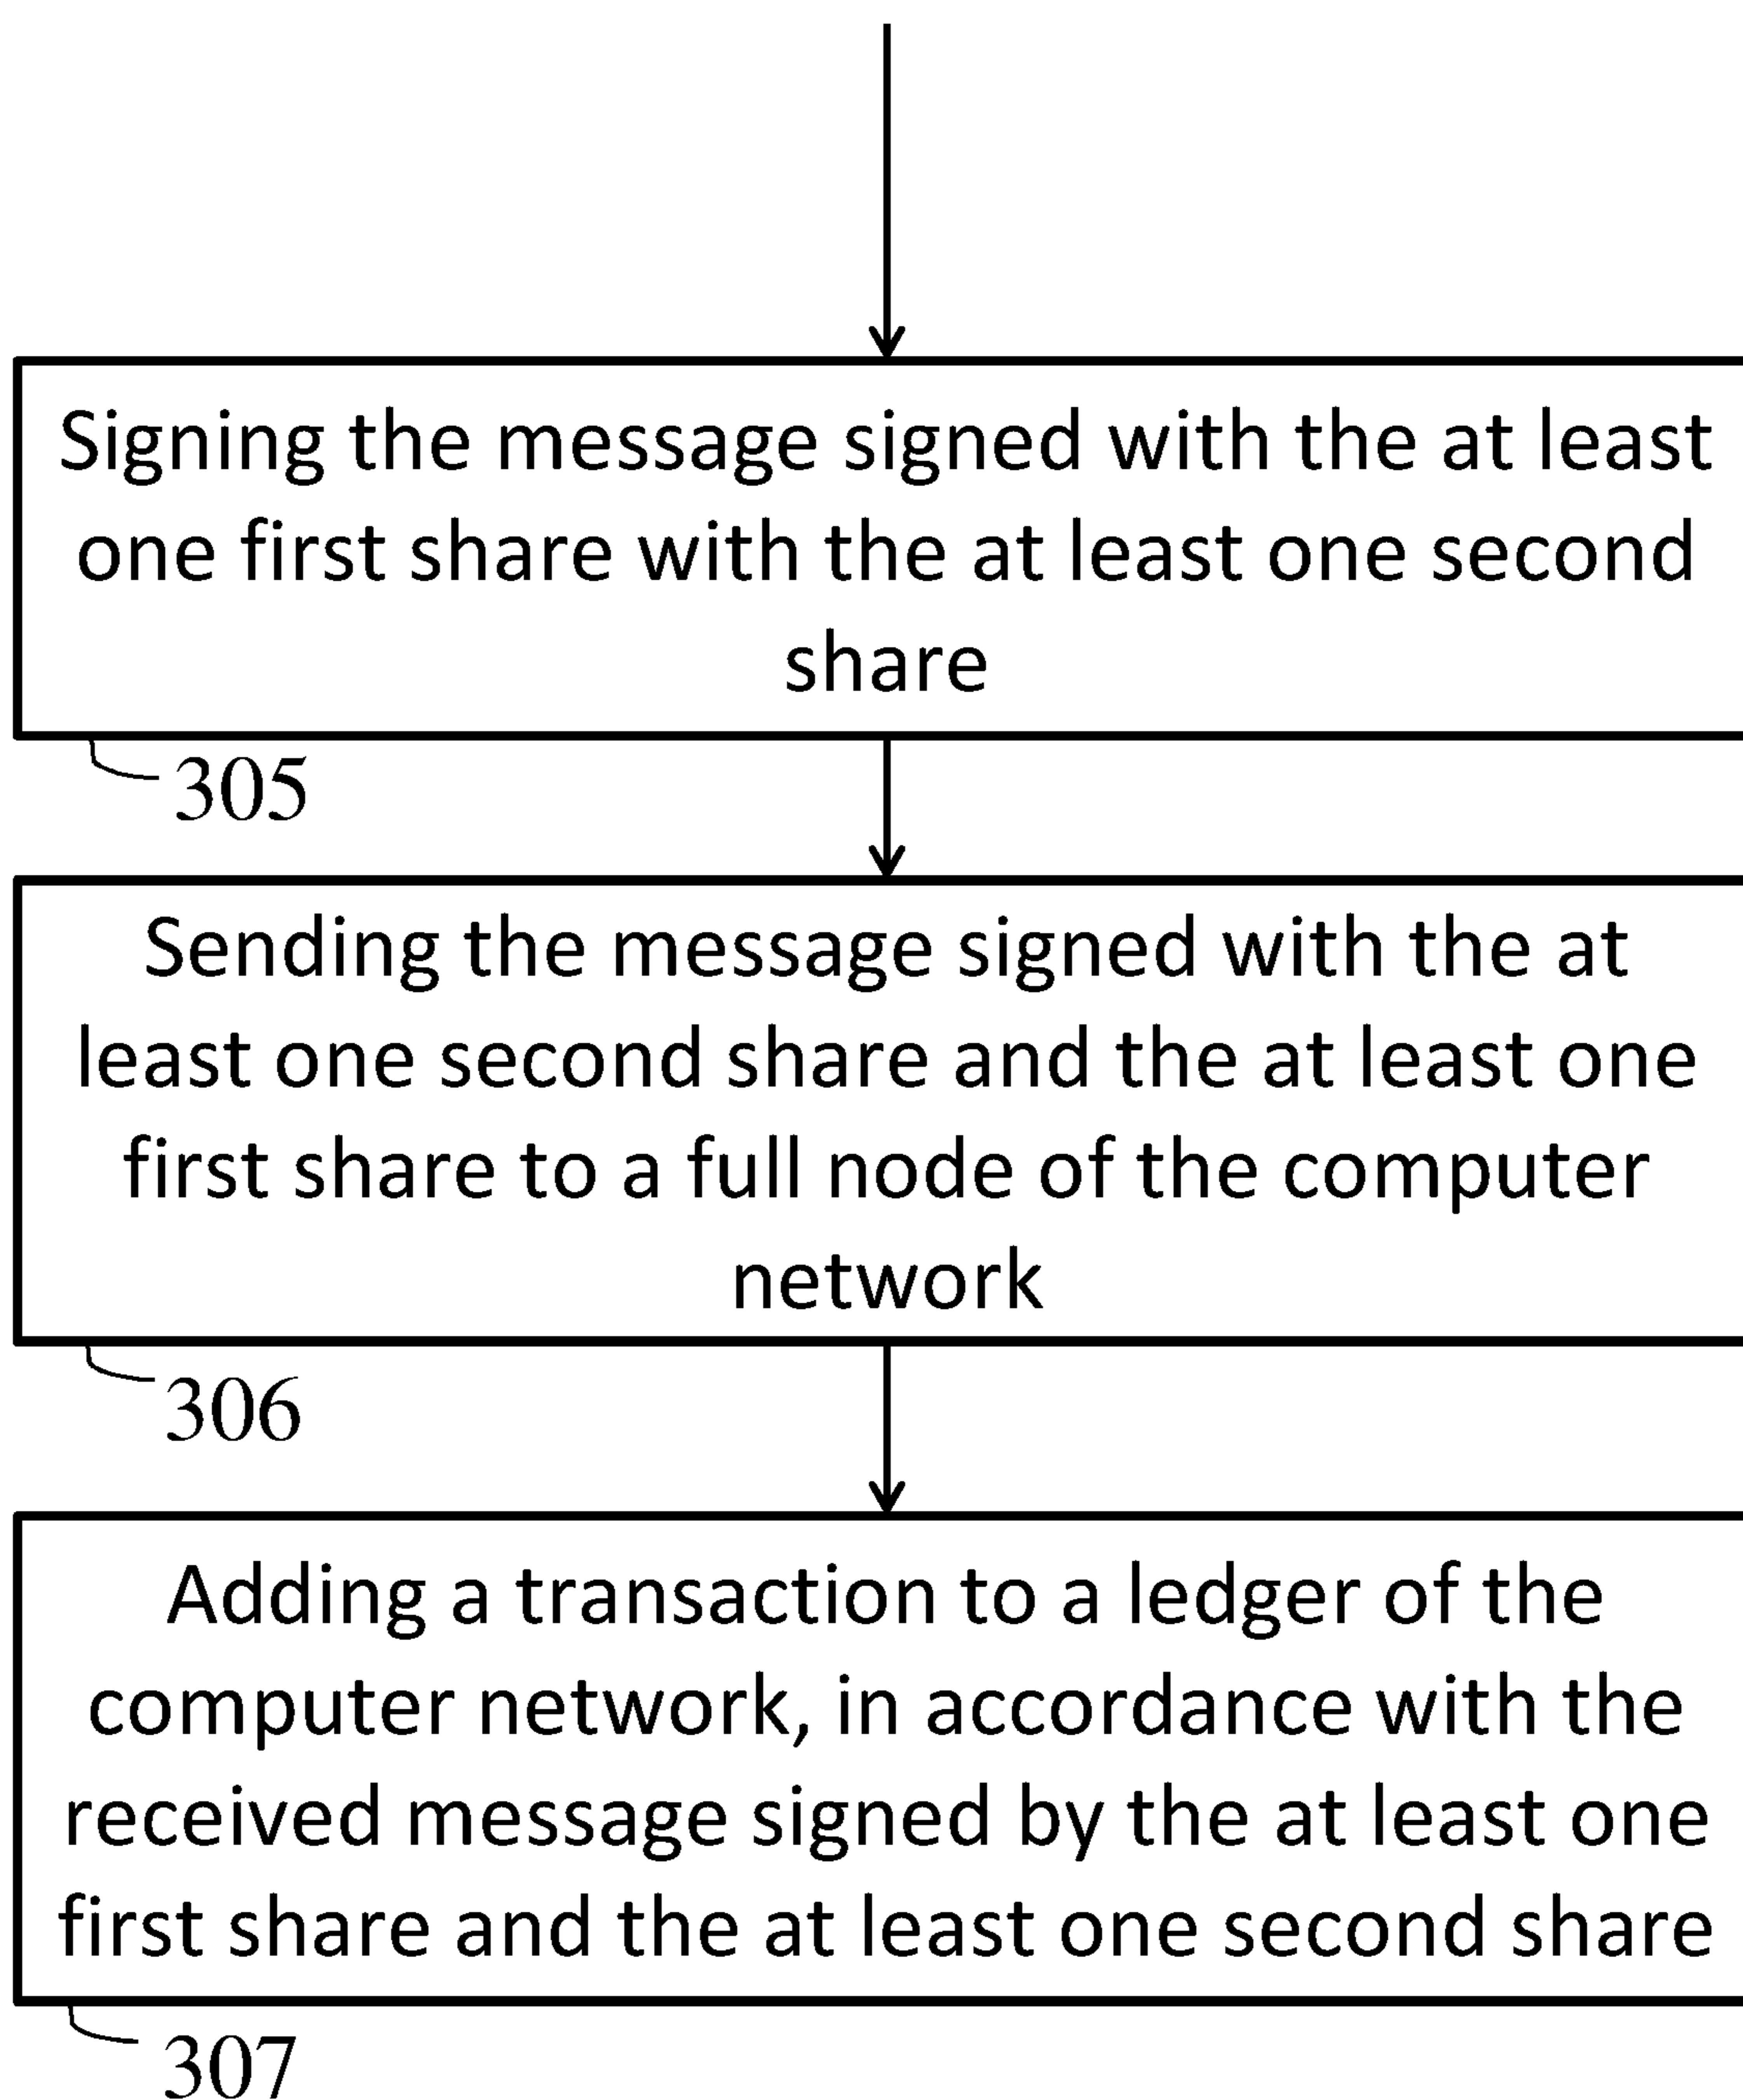 Signing the message signed with the at least
one first share with the at least one second
share
305
Sending the message signed with the at
least one second share and the at least one
first share to a full node of the computer
network
306
Adding a transaction to a ledger of the
computer network, in accordance with the
received message signed by the at least one
first share and the at least one second share
307